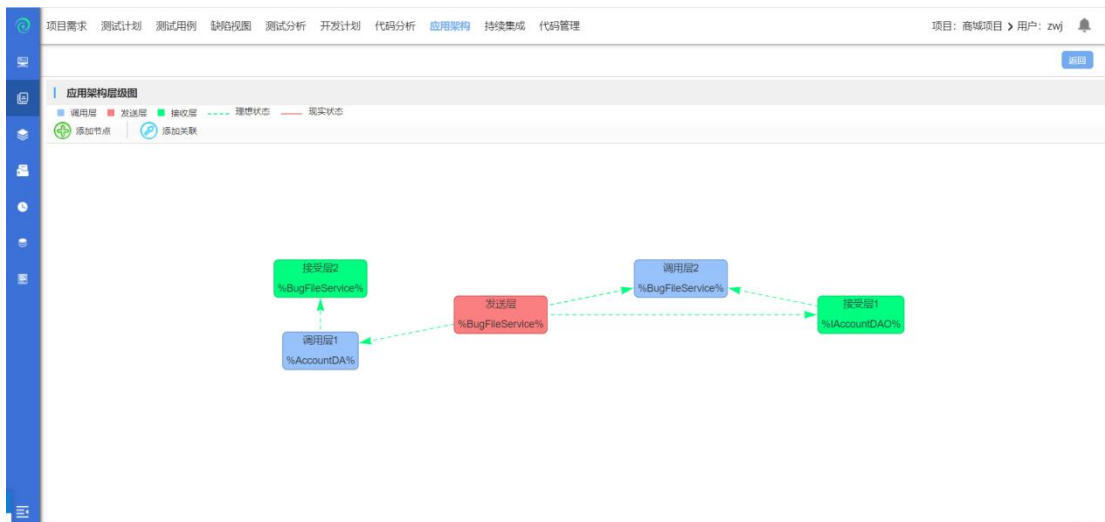 项目需求 测试计划 测试用例 缺陷视图 测试分析 开发计划 代码分析 应用架构 持续集成 代码管理 项目：商城项目 用户：zwj
返回
应用架构层级图
调用层 发送层 接收层 理想状态 现实状态
添加节点 添加关联
接受层2
%BugFileService%
调用层2
%BugFileService%
发送层
%BugFileService%
接受层1
%IAccountDAO%
调用层1
%AccountDA%